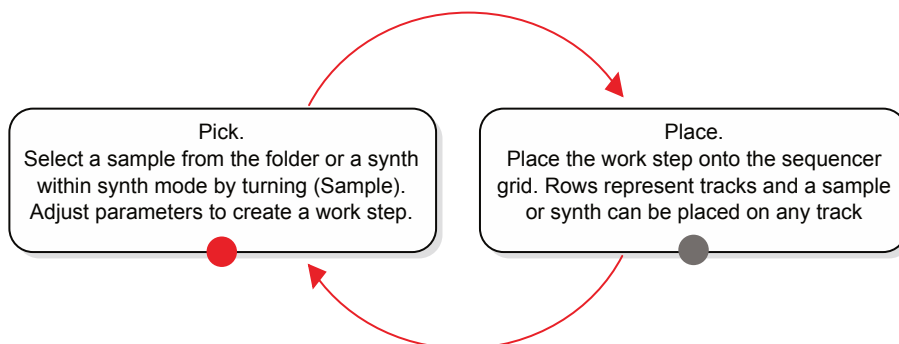 Pick.
Select a sample from the folder or a synth
within synth mode by turning (Sample).
Adjust parameters to create a work step.
Place.
Place the work step onto the sequencer
grid. Rows represent tracks and a sample
or synth can be placed on any track